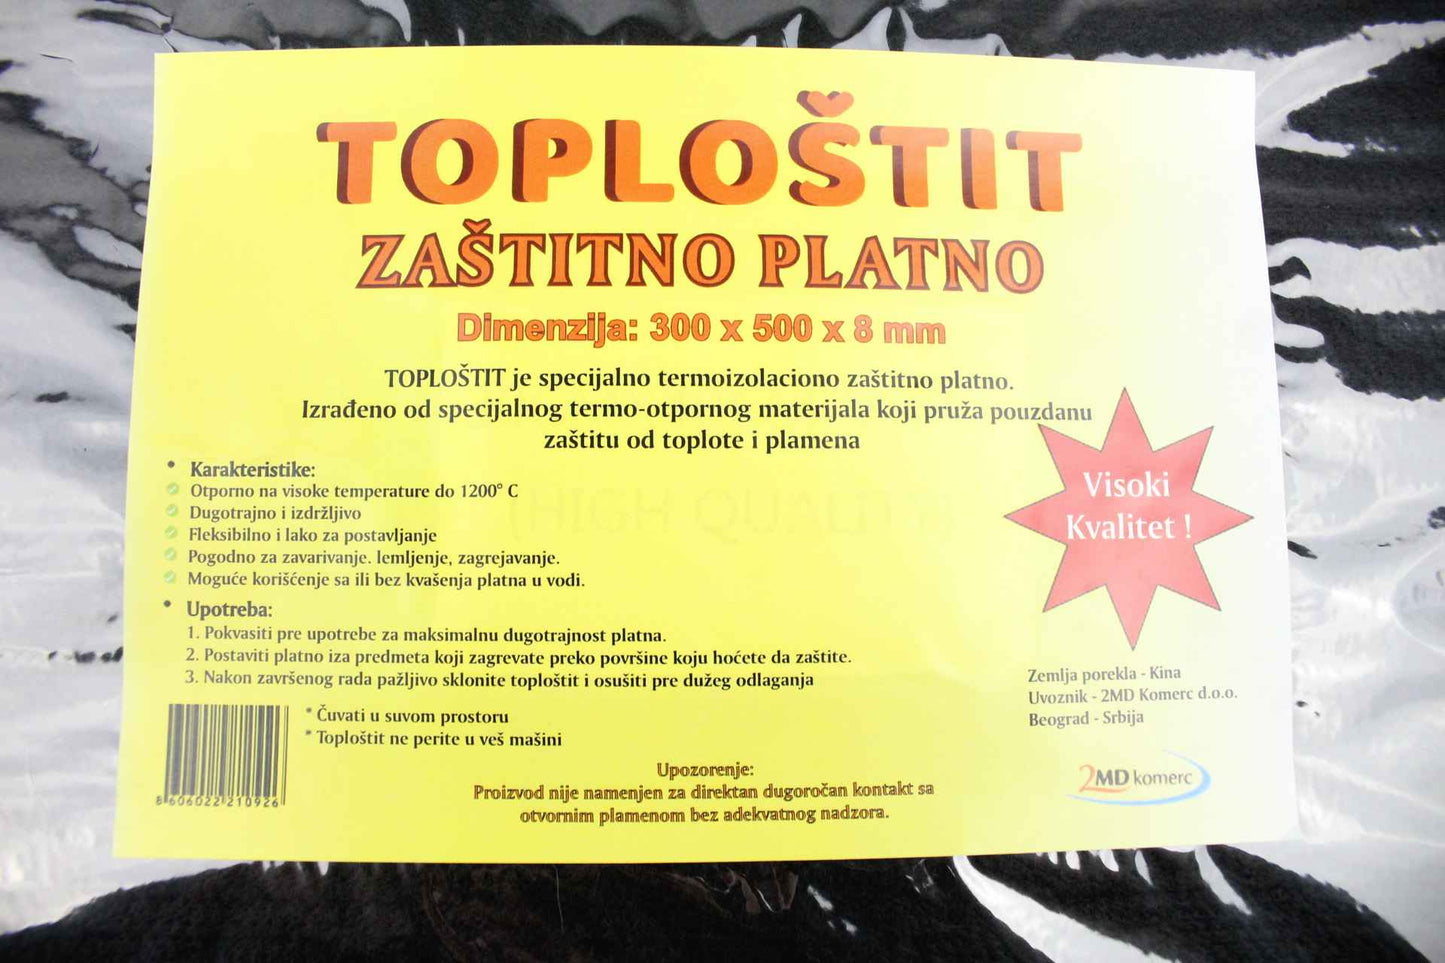 TOPLOŠTIT
ZAŠTITNO PLATNO
Dimenzija: 300 x 500 x 8 mm
TOPLOŠTIT je specijalno termoizolaciono zaštitno platno.
Izrađeno od specijalnog termo-otpornog materijala koji pruža pouzdanu
zaštitu od toplote i plamena
* Karakteristike:
Otporno na visoke temperature do 1200° C
Dugotrajno i izdržljivo
Fleksibilno i lako za postavljanje
Pogodno za zavarivanje. lemljenje, zagrejavanje.
Moguće korišćenje sa ili bez kvašenja platna u vodi.
Visoki
Kvalitet !
* Upotreba:
1. Pokvasiti pre upotrebe za maksimalnu dugotrajnost platna.
2. Postaviti platno iza predmeta koji zagrevate preko površine koju hoćete da zaštite.
3. Nakon završenog rada pažljivo sklonite toploštit i osušiti pre dužeg odlaganja
Zemlja porekla - Kina
Uvoznik - 2MD Komerc d.o.o.
Beograd - Srbija
* Čuvati u suvom prostoru
* Toploštit ne perite u veš mašini
8 606022 210926
Upozorenje:
Proizvod nije namenjen za direktan dugoročan kontakt sa
otvornim plamenom bez adekvatnog nadzora.
2MD komerc